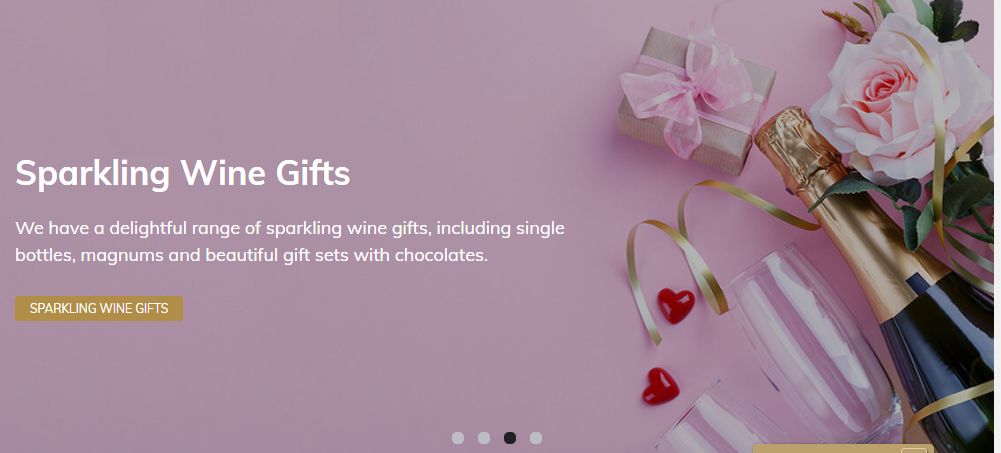 Sparkling Wine Gifts
We have a delightful range of sparkling wine gifts, including single
bottles, magnums and beautiful gift sets with chocolates.
SPARKLING WINE GIFTS